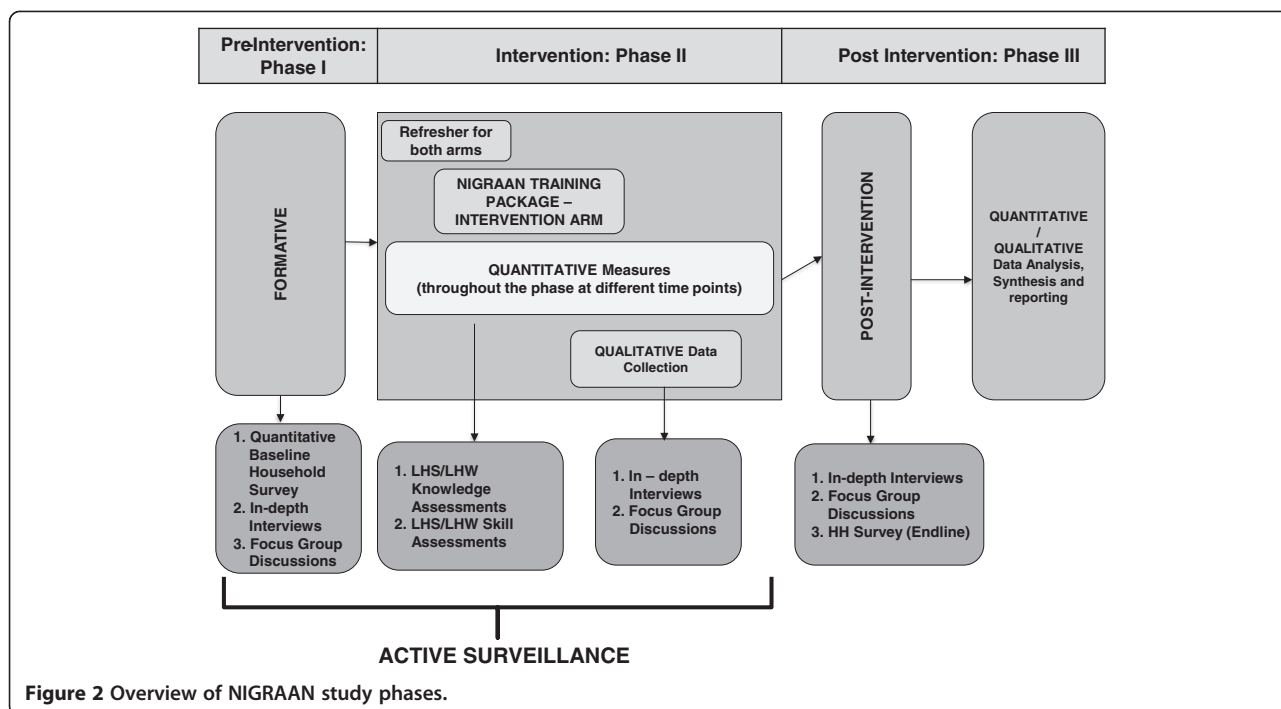 Pre-Intervention:
Phase I
Intervention: Phase II
Post Intervention: Phase III
FORMATIVE
Refresher for
both arms
NIGRAAN TRAINING
PACKAGE –
INTERVENTION ARM
QUANTITATIVE Measures
(throughout the phase at different time points)
QUALITATIVE Data
Collection
POST-INTERVENTION
QUANTITATIVE
/
QUALITATIVE
Data Analysis,
Synthesis and
reporting
1. Quantitative
Baseline
Household
Survey
2. In-depth
Interviews
3. Focus Group
Discussions
1. LHS/LHW
Knowledge
Assessments
2. LHS/LHW Skill
Assessments
1. In – depth
Interviews
2. Focus Group
Discussions
1. In-depth Interviews
2. Focus Group
Discussions
3. HH Survey (Endline)
ACTIVE SURVEILLANCE
Figure 2 Overview of NIGRAAN study phases.